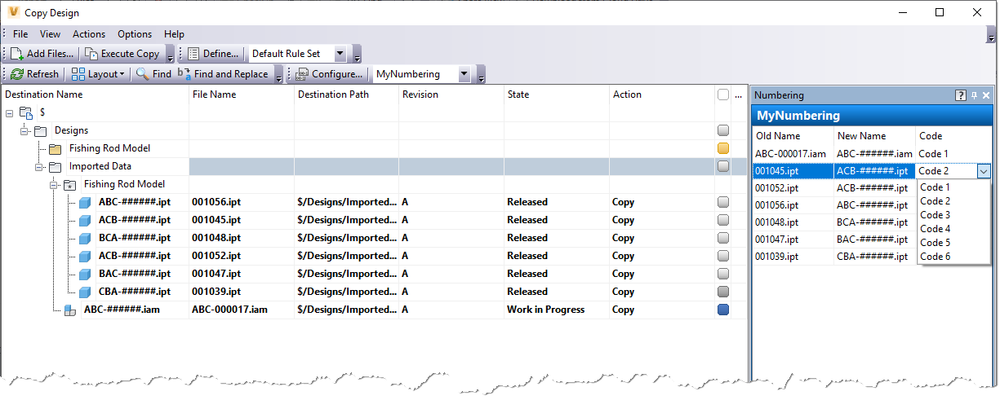 Copy Design
File View Actions Options Help
Add Files... Execute Copy Define... Default Rule Set
Refresh Layout Find Find and Replace Configure... MyNumbering
Destination Name File Name Destination Path Revision State Action ...
$
Designs
Fishing Rod Model
Imported Data
Fishing Rod Model
ABC-######.ipt 001056.ipt $/Designs/Imported... A Released Copy
ACB-######.ipt 001045.ipt $/Designs/Imported... A Released Copy
BCA-######.ipt 001048.ipt $/Designs/Imported... A Released Copy
ACB-######.ipt 001052.ipt $/Designs/Imported... A Released Copy
BAC-######.ipt 001047.ipt $/Designs/Imported... A Released Copy
CBA-######.ipt 001039.ipt $/Designs/Imported... A Released Copy
ABC-######.iam ABC-000017.iam $/Designs/Imported... A Work in Progress Copy
Numbering
MyNumbering
Old Name New Name Code
ABC-000017.iam ABC-######.iam Code 1
001045.ipt ACB-######.ipt Code 2
001052.ipt ACB-######.ipt
001056.ipt ABC-######.ipt
001048.ipt BCA-######.ipt
001047.ipt BAC-######.ipt
001039.ipt CBA-######.ipt
Code 1
Code 2
Code 3
Code 4
Code 5
Code 6